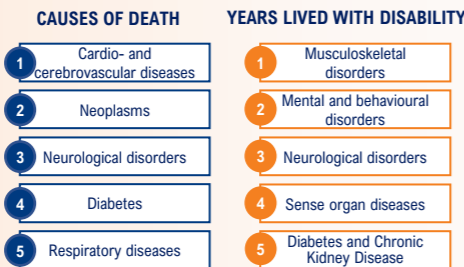 CAUSES OF DEATH
1
Cardio- and
cerebrovascular diseases
2
Neoplasms
3
Neurological disorders
4
Diabetes
5
Respiratory diseases
YEARS LIVED WITH DISABILITY
1
Musculoskeletal
disorders
2
Mental and behavioural
disorders
3
Neurological disorders
4
Sense organ diseases
5
Diabetes and Chronic
Kidney Disease